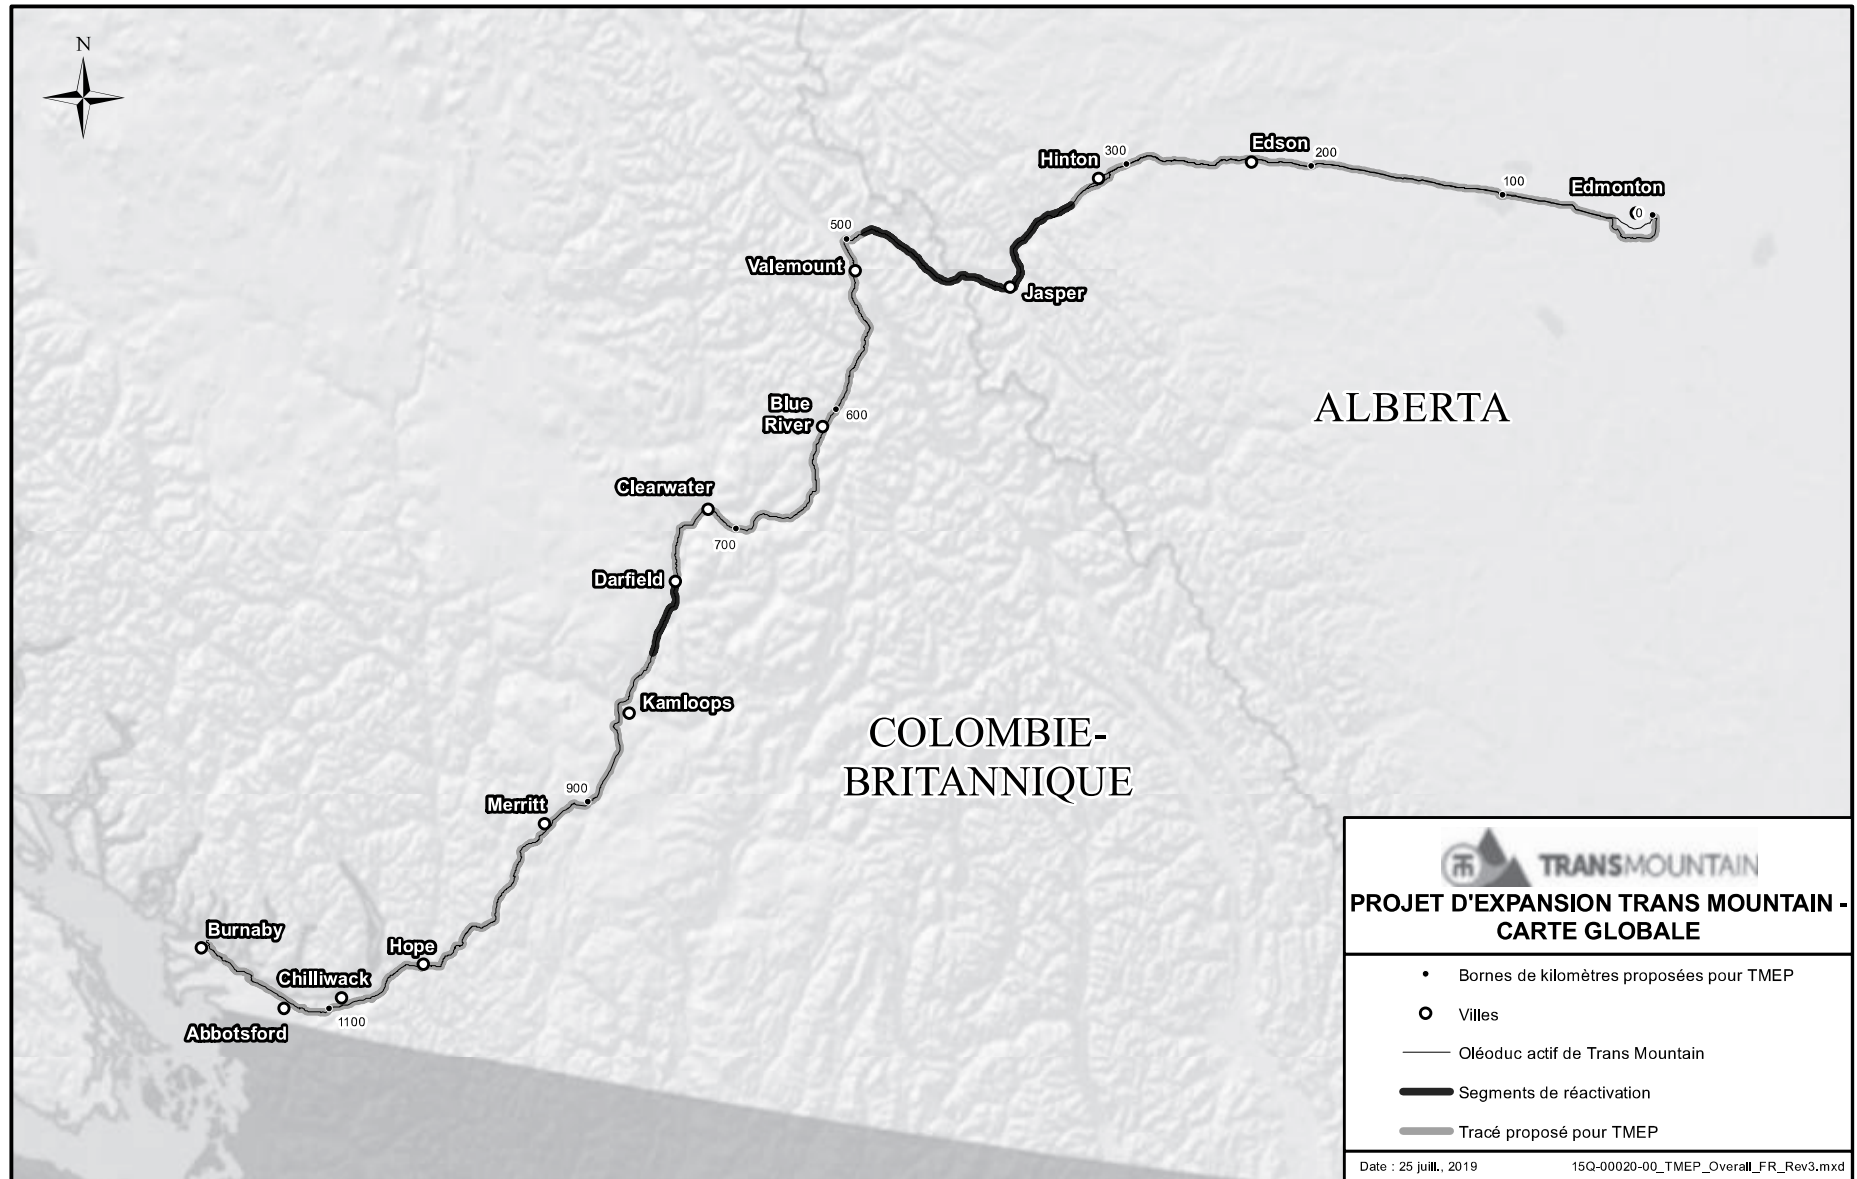 N
Edson
Hinton
300
200
100
Edmonton
0
500
Valemount
Jasper
Blue
River
600
ALBERTA
Clearwater
700
Darfield
Kamloops
COLOMBIE-
BRITANNIQUE
900
Merritt
Burnaby
Hope
Chilliwack
1100
Abbotsford
TRANSMOUNTAIN
PROJET D'EXPANSION TRANS MOUNTAIN -
CARTE GLOBALE
Bornes de kilomètres proposées pour TMEP
Villes
Oléoduc actif de Trans Mountain
Segments de réactivation
Tracé proposé pour TMEP
Date : 25 juill., 2019 15Q-00020-00_TMEP_Overall_FR_Rev3.mxd